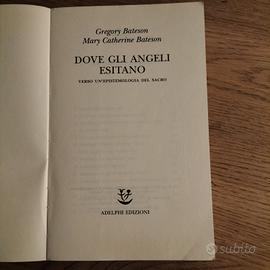 Gregory Bateson
Mary Catherine Bateson
DOVE GLI ANGELI
ESITANO
VERSO UN'EPISTEMOLOGIA DEL SACRO
ADELPHI EDIZIONI
subito